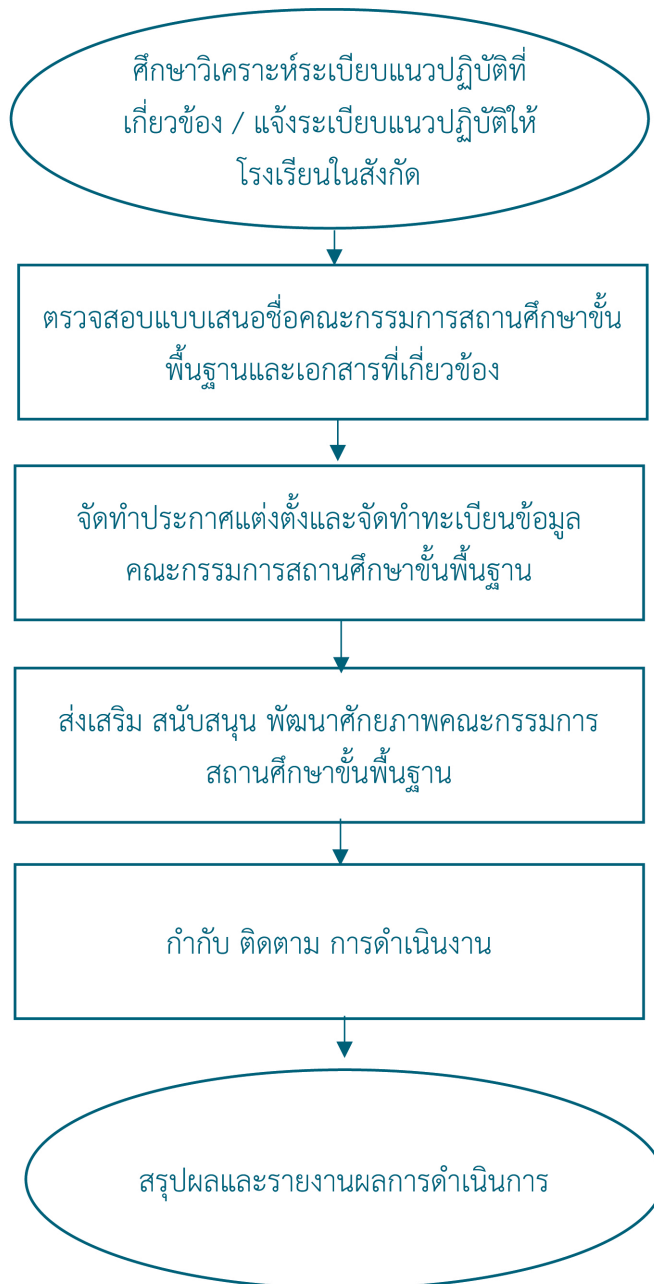 ศึกษาวิเคราะห์ระเบียบแนวปฏิบัติที่
เกี่ยวข้อง / แจ้งระเบียบแนวปฏิบัติให้
โรงเรียนในสังกัด
ตรวจสอบแบบเสนอชื่อคณะกรรมการสถานศึกษาขั้น
พื้นฐานและเอกสารที่เกี่ยวข้อง
จัดทำประกาศแต่งตั้งและจัดทำทะเบียนข้อมูล
คณะกรรมการสถานศึกษาขั้นพื้นฐาน
ส่งเสริม สนับสนุน พัฒนาศักยภาพคณะกรรมการ
สถานศึกษาขั้นพื้นฐาน
กำกับ ติดตาม การดำเนินงาน
สรุปผลและรายงานผลการดำเนินการ